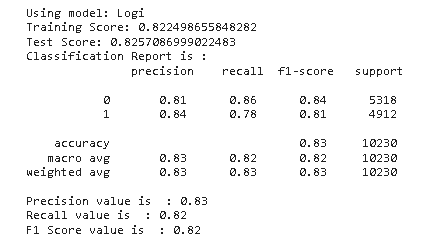 Using model: Logi
Training Score: 0.822498655848282
Test Score: 0.8257086999022483
Classification Report is :
precision recall f1-score support
0 0.81 0.86 0.84 5318
1 0.84 0.78 0.81 4912
accuracy 0.83 10230
macro avg 0.83 0.82 0.82 10230
weighted avg 0.83 0.83 0.83 10230
Precision value is : 0.83
Recall value is : 0.82
F1 Score value is : 0.82